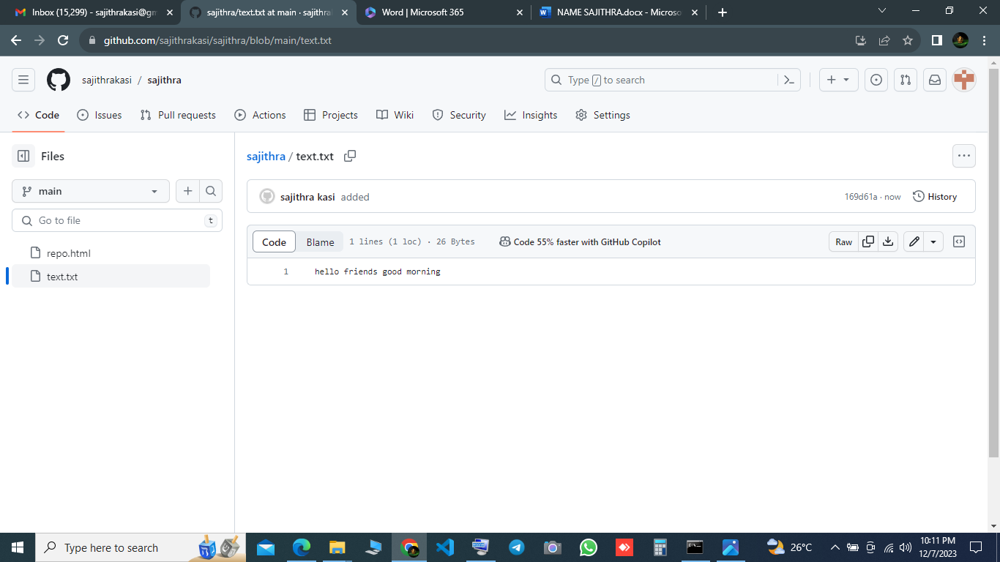 Inbox (15,299) - sajithrakasi@gm
sajithra/text.txt at main · sajithrak
Word | Microsoft 365
NAME SAJITHRA.docx - Microso
github.com/sajithrakasi/sajithra/blob/main/text.txt
sajithrakasi / sajithra
Type / to search
Code Issues Pull requests Actions Projects Wiki Security Insights Settings
Files
sajithra / text.txt
main
sajithra kasi added
169d61a · now History
Go to file t
Code Blame 1 lines (1 loc) · 26 Bytes Code 55% faster with GitHub Copilot Raw
repo.html
text.txt
1 hello friends good morning
Type here to search
26°C
10:11 PM
12/7/2023